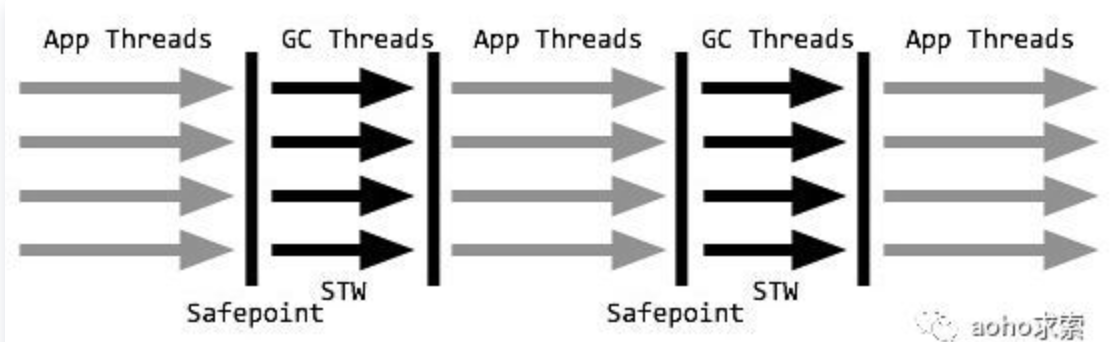 App Threads GC Threads App Threads GC Threads App Threads
STW STW
Safepoint Safepoint
aoho求索